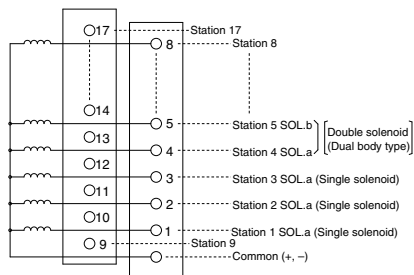 17 Station 17
8 Station 8
14
5 Station 5 SOL.b
Double solenoid
(Dual body type)
13
4 Station 4 SOL.a
12
3 Station 3 SOL.a (Single solenoid)
11
2 Station 2 SOL.a (Single solenoid)
10
1 Station 1 SOL.a (Single solenoid)
9 Station 9
Common (+, –)